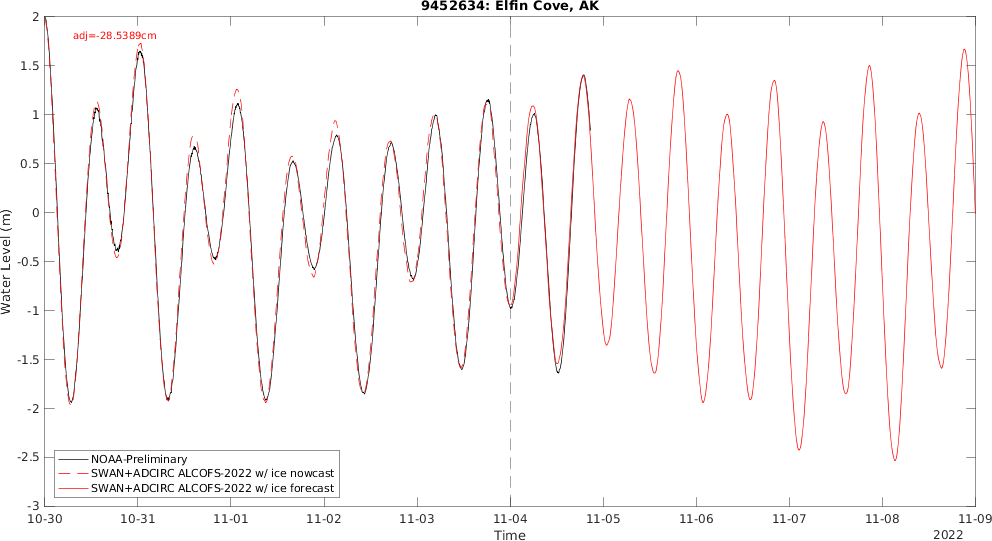 9452634: Elfin Cove, AK
adj=-28.5389cm
2
1.5
1
0.5
0
-0.5
-1
-1.5
-2
-2.5
-3
Water Level (m)
NOAA-Preliminary
SWAN+ADCIRC ALCOFS-2022 w/ ice nowcast
SWAN+ADCIRC ALCOFS-2022 w/ ice forecast
10-30 10-31 11-01 11-02 11-03 11-04 11-05 11-06 11-07 11-08 11-09
Time
2022